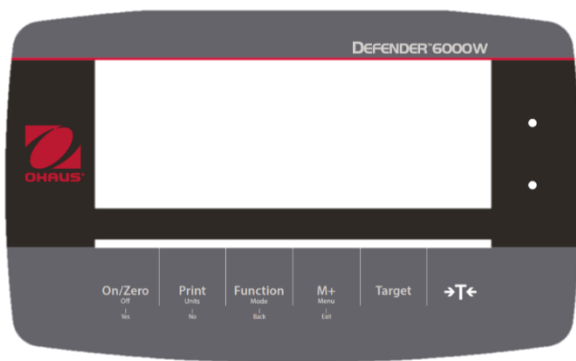 DEFENDER™6000W
OHAUS®
On/Zero Print Function M+ Target →T←
Off Units Mode Menu
Yes No Back Exit